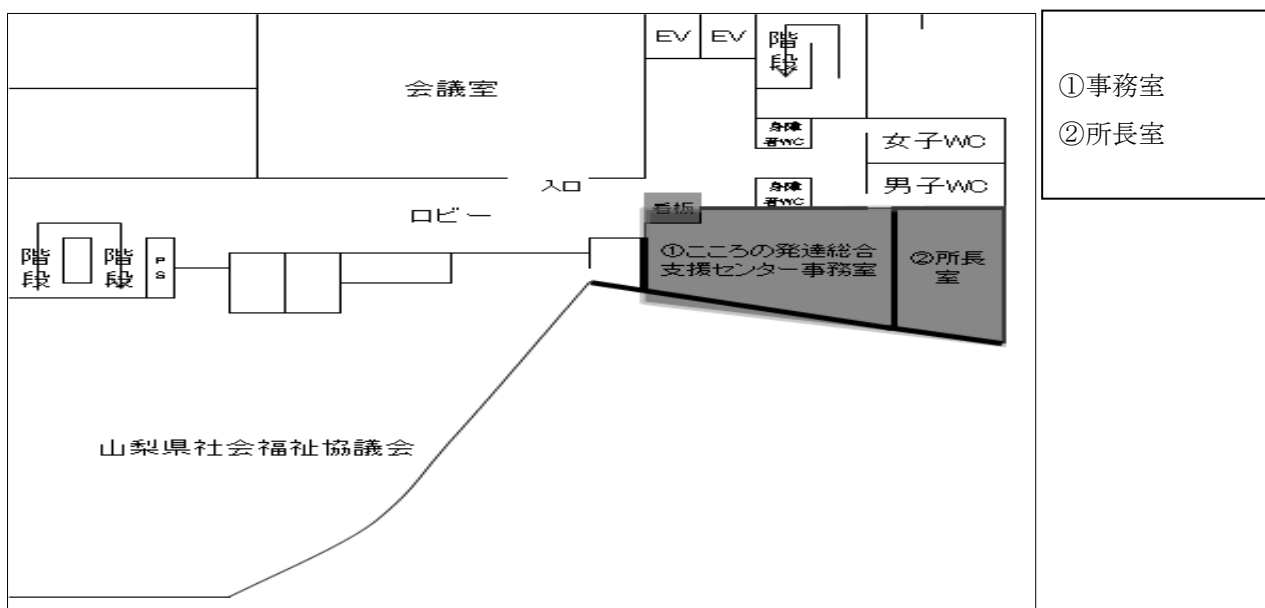 EV
EV
階段
会議室
身障
者WC
女子WC
入口
身障
者WC
男子WC
看板
ロビー
階段
階段
PS
①こころの発達総合
支援センター事務室
②所長
室
山梨県社会福祉協議会
①事務室
②所長室